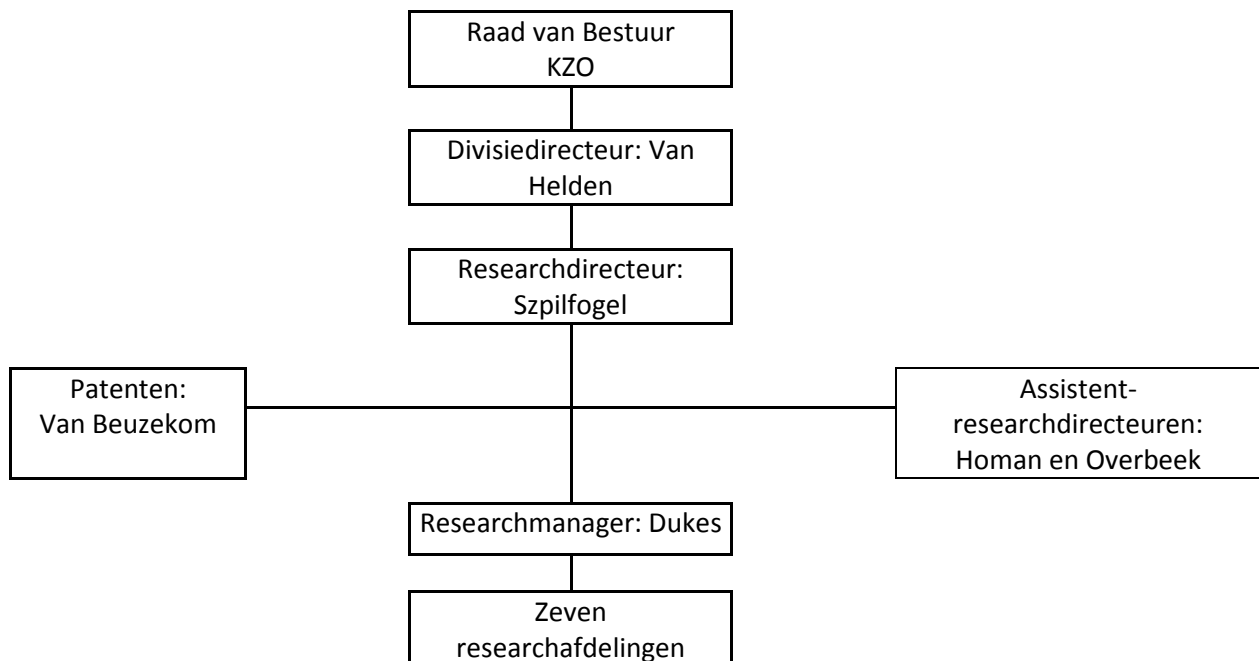 Raad van Bestuur
KZO
Divisiedirecteur: Van
Helden
Researchdirecteur:
Szpilfogel
Patenten:
Van Beuzekom
Assistent-
researchdirecteuren:
Homan en Overbeek
Researchmanager: Dukes
Zeven
researchafdelingen